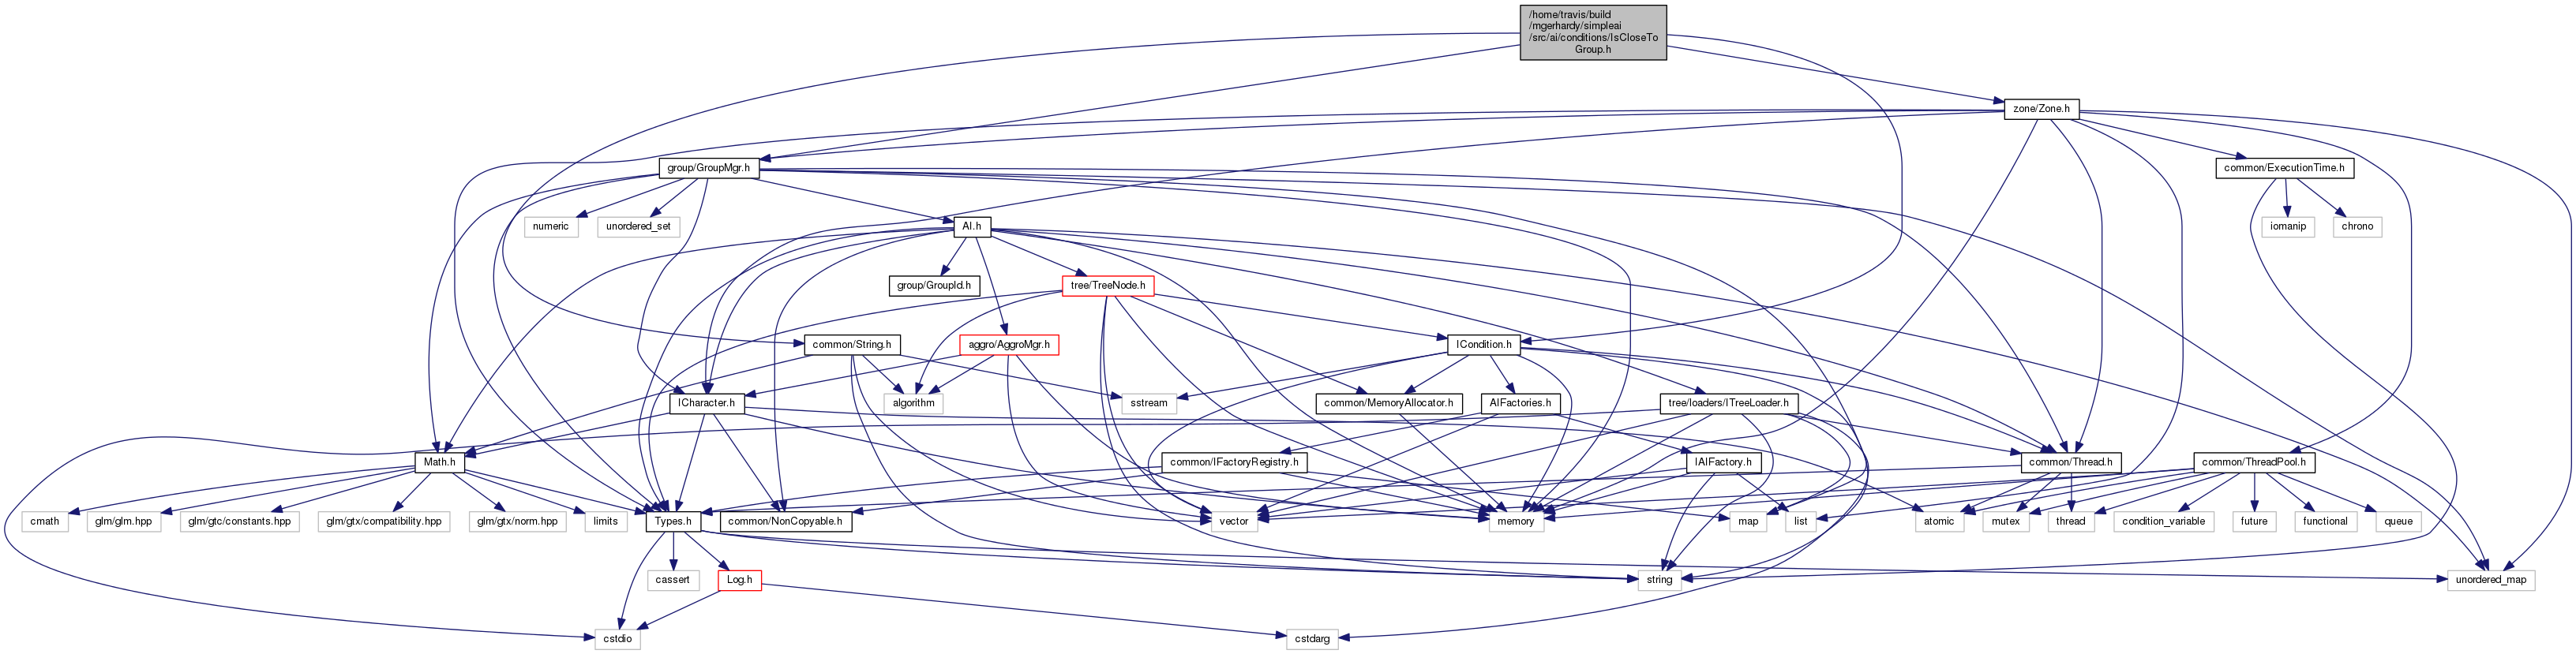 /home/travis/build
/mgerhardy/simpleai
/src/ai/conditions/IsCloseTo
Group.h
zone/Zone.h
group/GroupMgr.h
common/ExecutionTime.h
numeric
unordered_set
AI.h
iomanip
chrono
group/GroupId.h
tree/TreeNode.h
common/String.h
aggro/AggroMgr.h
ICondition.h
ICharacter.h
algorithm
sstream
common/MemoryAllocator.h
AIFactories.h
tree/loaders/ITreeLoader.h
Math.h
common/IFactoryRegistry.h
IAIFactory.h
common/Thread.h
common/ThreadPool.h
cmath
glm/glm.hpp
glm/gtc/constants.hpp
glm/gtx/compatibility.hpp
glm/gtx/norm.hpp
limits
Types.h
common/NonCopyable.h
vector
memory
map
list
atomic
mutex
thread
condition_variable
future
functional
queue
cassert
Log.h
string
unordered_map
cstdio
cstdarg